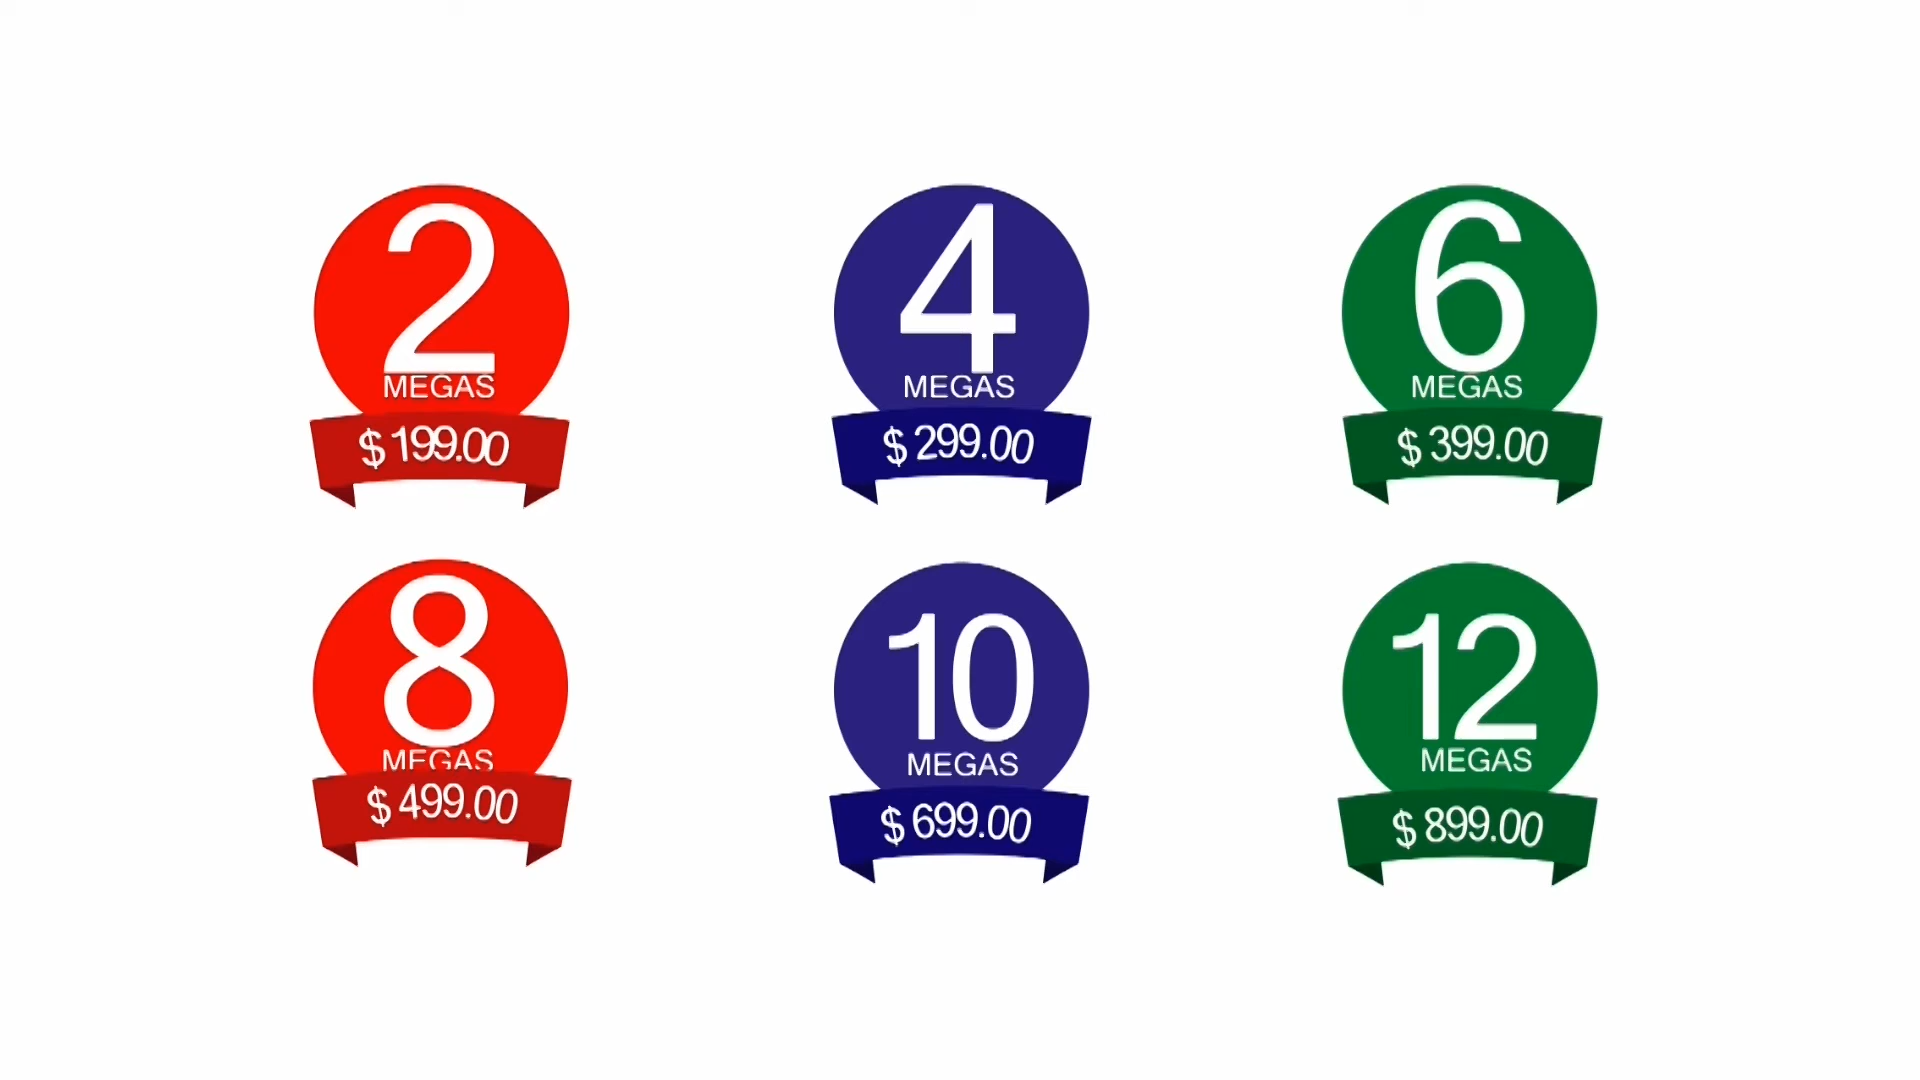 2
MEGAS
$ 199.00
4
MEGAS
$ 299.00
6
MEGAS
$ 399.00
8
MEGAS
$ 499.00
10
MEGAS
$ 699.00
12
MEGAS
$ 899.00